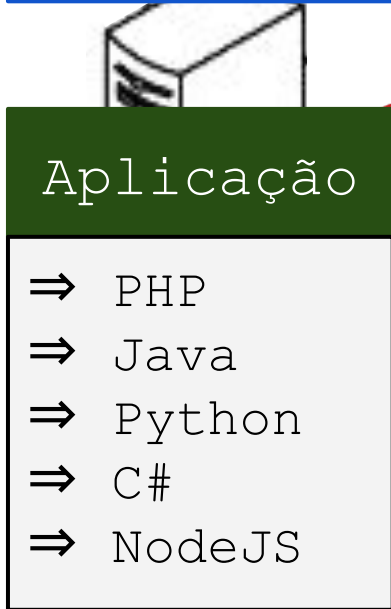 Aplicação
⇒ PHP
⇒ Java
⇒ Python
⇒ C#
⇒ NodeJS